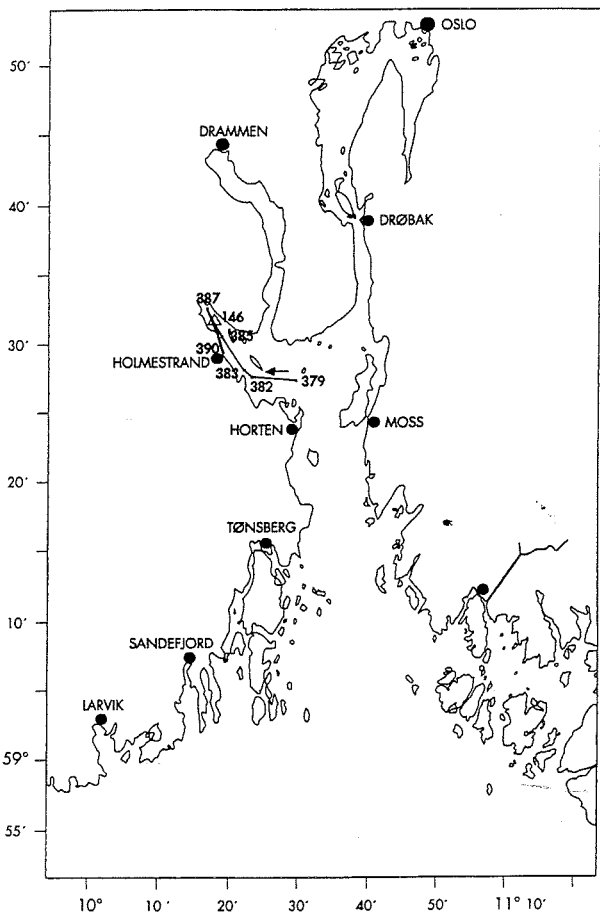 OSLO
50′
DRAMMEN
40′
DRØBAK
387
146
385
30′
390
HOLMESTRAND
383
382
379
HORTEN
MOSS
20′
TØNSBERG
10′
SANDEFJORD
LARVIK
59°
55′
10° 10′ 20′ 30′ 40′ 50′ 11° 10′